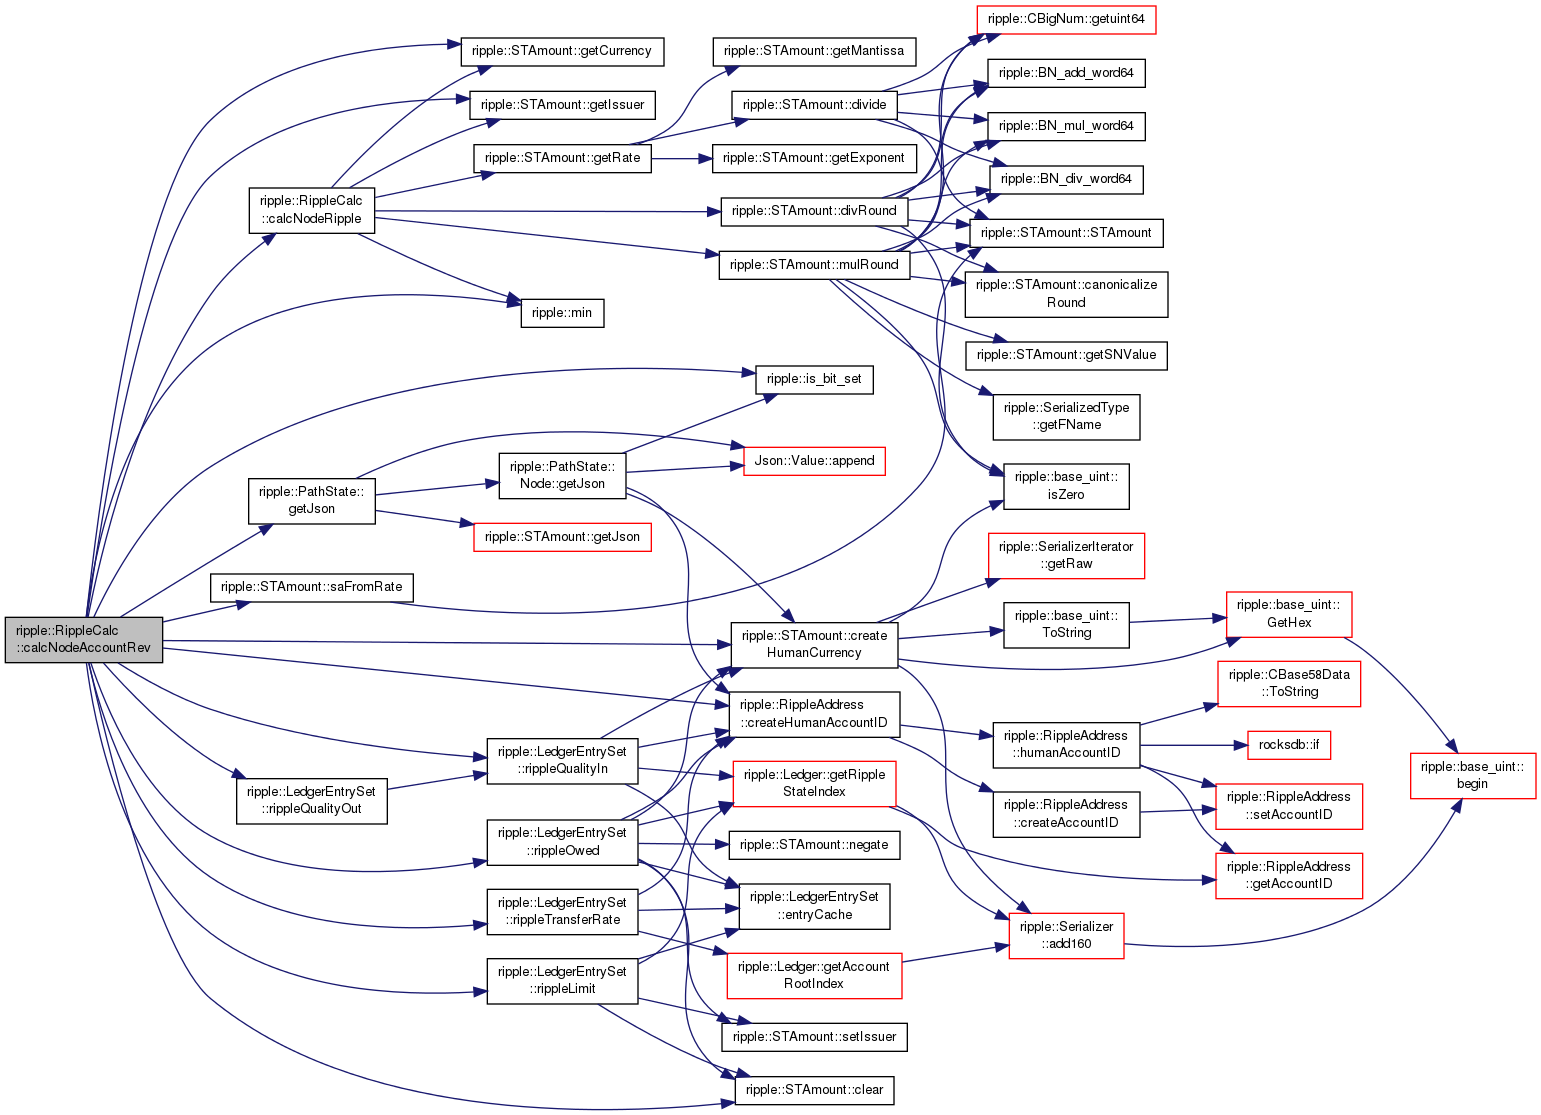 ripple::RippleCalc
::calcNodeAccountRev
ripple::STAmount::getCurrency
ripple::STAmount::getIssuer
ripple::STAmount::getRate
ripple::RippleCalc
::calcNodeRipple
ripple::min
ripple::STAmount::getMantissa
ripple::STAmount::divide
ripple::STAmount::getExponent
ripple::STAmount::divRound
ripple::STAmount::mulRound
ripple::CBigNum::getuint64
ripple::BN_add_word64
ripple::BN_mul_word64
ripple::BN_div_word64
ripple::STAmount::STAmount
ripple::STAmount::canonicalize
Round
ripple::STAmount::getSNValue
ripple::SerializedType
::getFName
ripple::base_uint::
isZero
ripple::is_bit_set
ripple::PathState::
getJson
ripple::PathState::
Node::getJson
Json::Value::append
ripple::STAmount::getJson
ripple::STAmount::saFromRate
ripple::STAmount::create
HumanCurrency
ripple::SerializerIterator
::getRaw
ripple::base_uint::
ToString
ripple::base_uint::
GetHex
ripple::RippleAddress
::createHumanAccountID
ripple::RippleAddress
::humanAccountID
ripple::CBase58Data
::ToString
rocksdb::if
ripple::RippleAddress
::setAccountID
ripple::RippleAddress
::createAccountID
ripple::RippleAddress
::getAccountID
ripple::base_uint::
begin
ripple::LedgerEntrySet
::rippleQualityIn
ripple::LedgerEntrySet
::rippleQualityOut
ripple::Ledger::getRipple
StateIndex
ripple::LedgerEntrySet
::rippleOwed
ripple::STAmount::negate
ripple::LedgerEntrySet
::entryCache
ripple::LedgerEntrySet
::rippleTransferRate
ripple::Ledger::getAccount
RootIndex
ripple::Serializer
::add160
ripple::LedgerEntrySet
::rippleLimit
ripple::STAmount::setIssuer
ripple::STAmount::clear